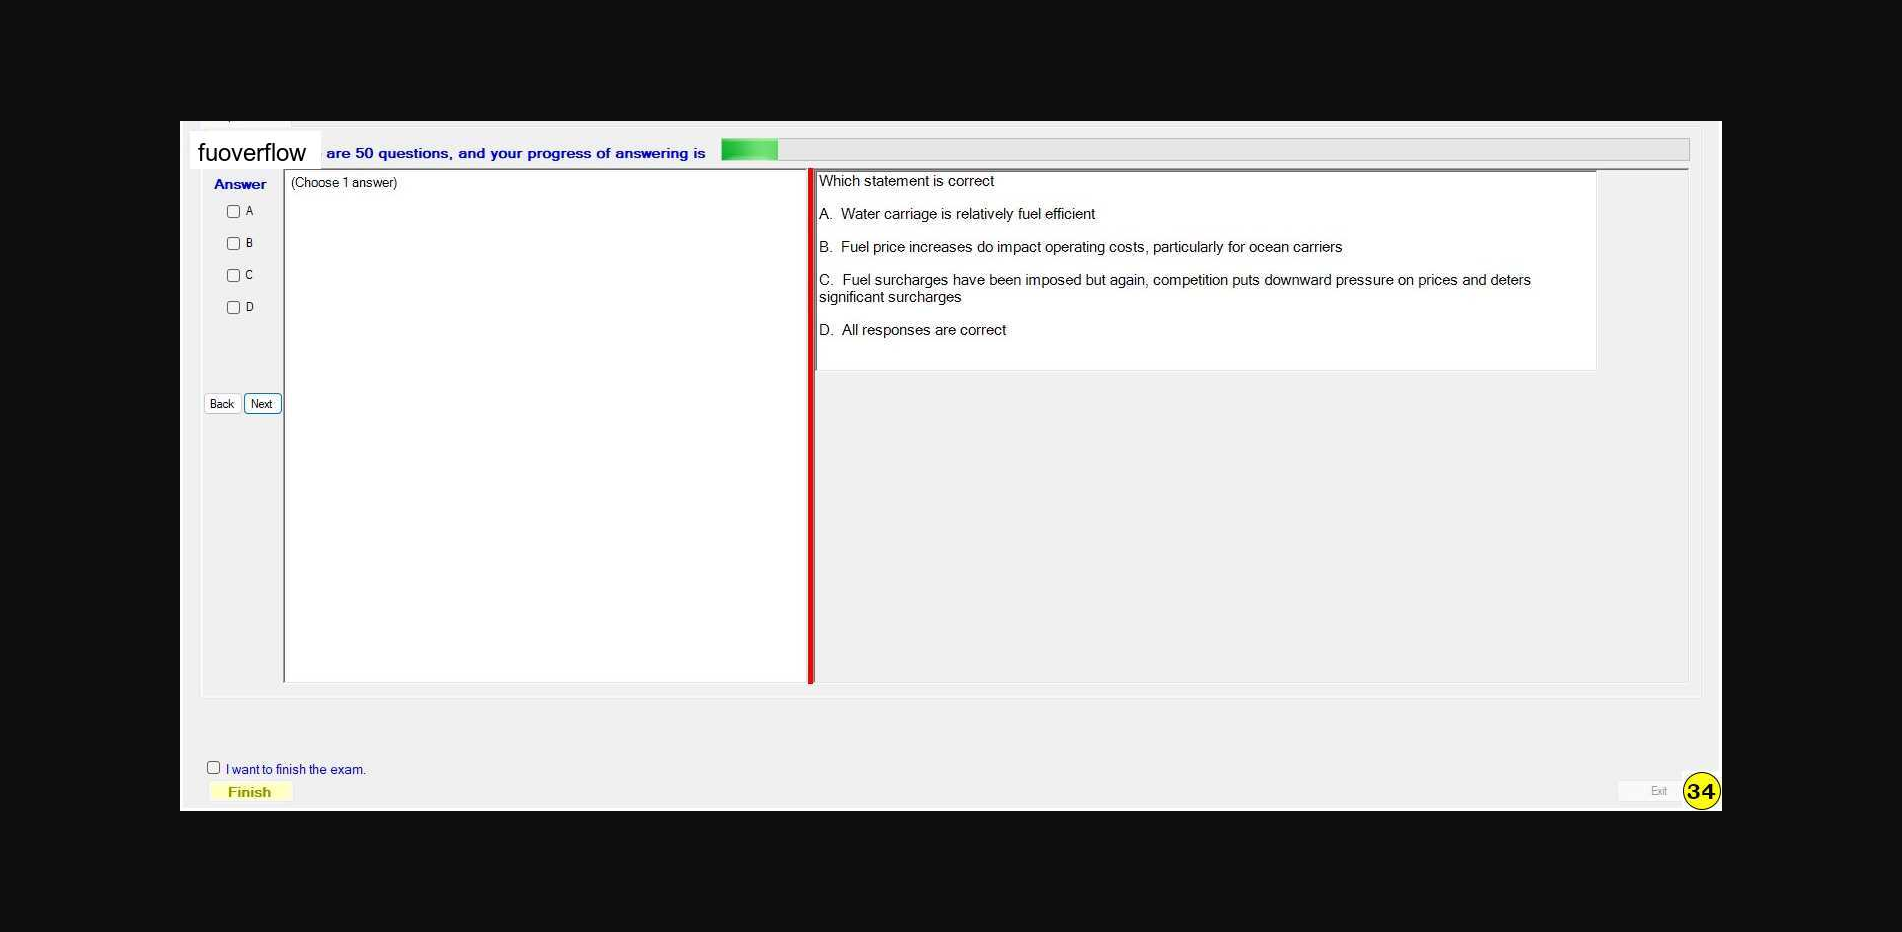 fuoverflow are 50 questions, and your progress of answering is
Answer
(Choose 1 answer)
A
B
C
D
Back Next
Which statement is correct
A. Water carriage is relatively fuel efficient
B. Fuel price increases do impact operating costs, particularly for ocean carriers
C. Fuel surcharges have been imposed but again, competition puts downward pressure on prices and deters
significant surcharges
D. All responses are correct
I want to finish the exam.
Finish
Exit
34